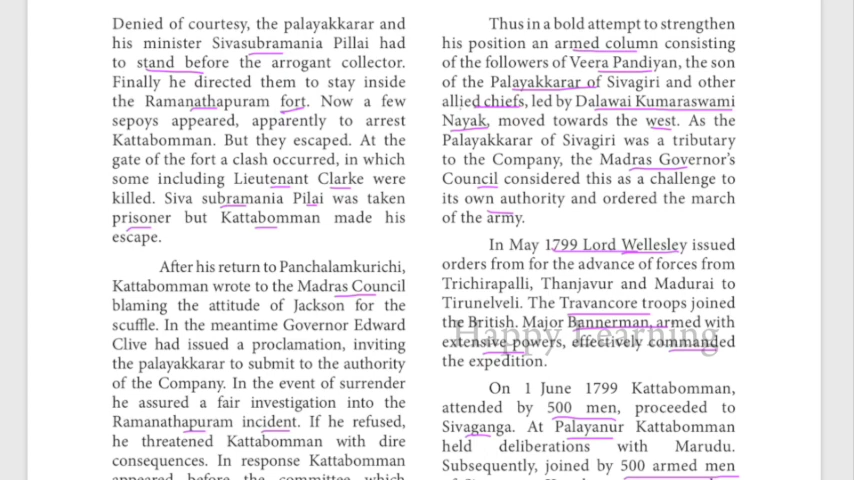 Denied of courtesy, the palayakkarar and
his minister Sivasubramania Pillai had
to stand before the arrogant collector.
Finally he directed them to stay inside
the Ramanathapuram fort. Now a few
sepoys appeared, apparently to arrest
Kattabomman. But they escaped. At the
gate of the fort a clash occurred, in which
some including Lieutenant Clarke were
killed. Siva subramania Pilai was taken
prisoner but Kattabomman made his
escape.
After his return to Panchalamkurichi,
Kattabomman wrote to the Madras Council
blaming the attitude of Jackson for the
scuffle. In the meantime Governor Edward
Clive had issued a proclamation, inviting
the palayakkarar to submit to the authority
of the Company. In the event of surrender
he assured a fair investigation into the
Ramanathapuram incident. If he refused,
he threatened Kattabomman with dire
consequences. In response Kattabomman
appeared before the committee which
Thus in a bold attempt to strengthen
his position an armed column consisting
of the followers of Veera Pandiyan, the son
of the Palayakkarar of Sivagiri and other
allied chiefs, led by Dalawai Kumaraswami
Nayak, moved towards the west. As the
Palayakkarar of Sivagiri was a tributary
to the Company, the Madras Governor's
Council considered this as a challenge to
its own authority and ordered the march
of the army.
In May 1799 Lord Wellesley issued
orders from for the advance of forces from
Trichirapalli, Thanjavur and Madurai to
Tirunelveli. The Travancore troops joined
the British. Major Bannerman, armed with
extensive powers, effectively commanded
the expedition.
On 1 June 1799 Kattabomman,
attended by 500 men, proceeded to
Sivaganga. At Palayanur Kattabomman
held deliberations with Marudu.
Subsequently, joined by 500 armed men
Happy Learning